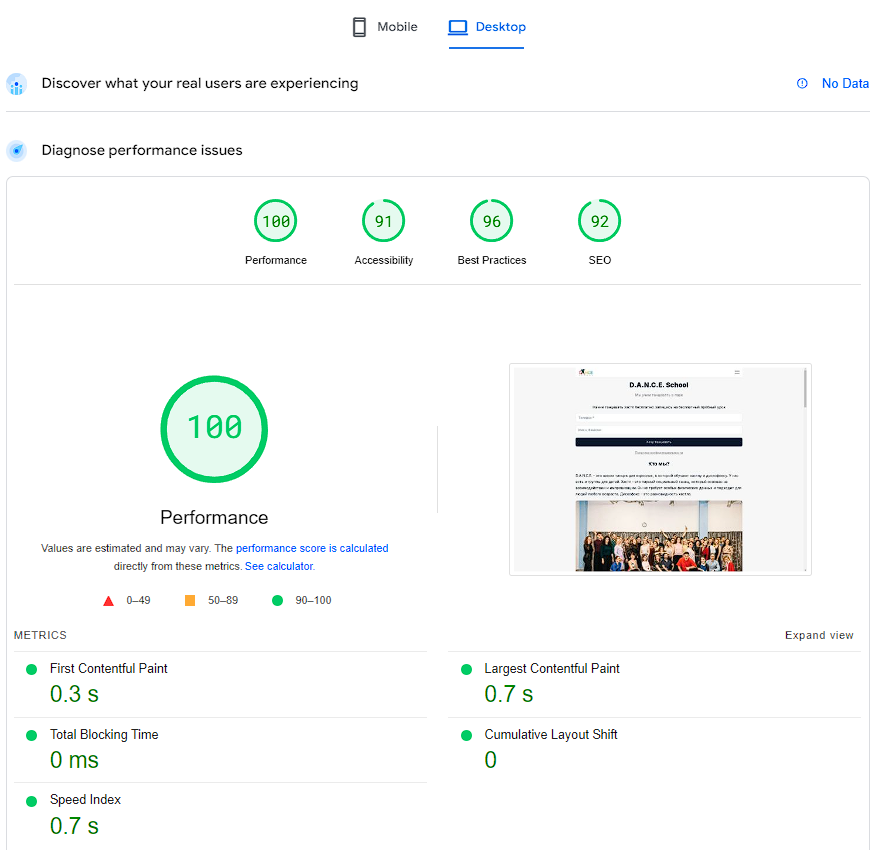 Mobile
Desktop
Discover what your real users are experiencing
No Data
Diagnose performance issues
100
91
96
92
Performance
Accessibility
Best Practices
SEO
100
Performance
Values are estimated and may vary. The performance score is calculated
directly from these metrics. See calculator.
0–49
50–89
90–100
D.A.N.C.E. School
Кто мы?
METRICS
Expand view
First Contentful Paint
0.3 s
Largest Contentful Paint
0.7 s
Total Blocking Time
0 ms
Cumulative Layout Shift
0
Speed Index
0.7 s